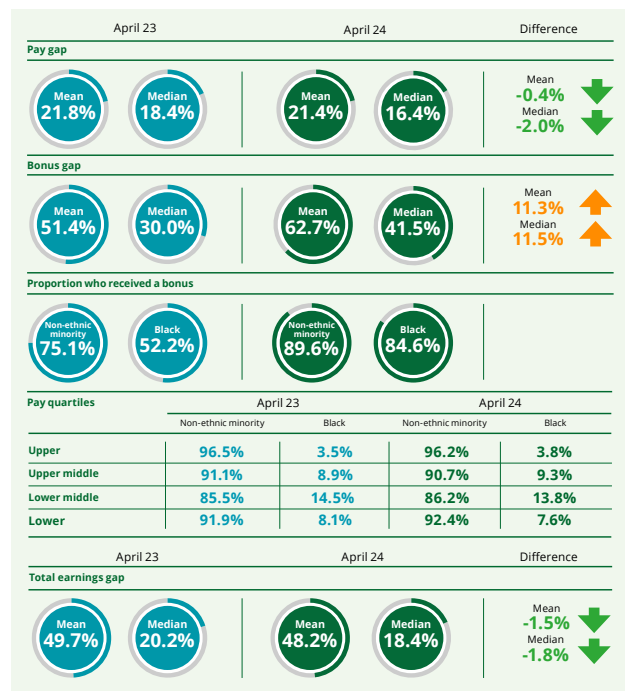 April 23 April 24 Difference
Pay gap
Mean 21.8% Median 18.4% Mean 21.4% Median 16.4% Mean -0.4% Median -2.0%
Bonus gap
Mean 51.4% Median 30.0% Mean 62.7% Median 41.5% Mean 11.3% Median 11.5%
Proportion who received a bonus
Non-ethnic minority 75.1% Black 52.2% Non-ethnic minority 89.6% Black 84.6%
Pay quartiles April 23 April 24
Non-ethnic minority Black Non-ethnic minority Black
Upper 96.5% 3.5% 96.2% 3.8%
Upper middle 91.1% 8.9% 90.7% 9.3%
Lower middle 85.5% 14.5% 86.2% 13.8%
Lower 91.9% 8.1% 92.4% 7.6%
April 23 April 24 Difference
Total earnings gap
Mean 49.7% Median 20.2% Mean 48.2% Median 18.4% Mean -1.5% Median -1.8%